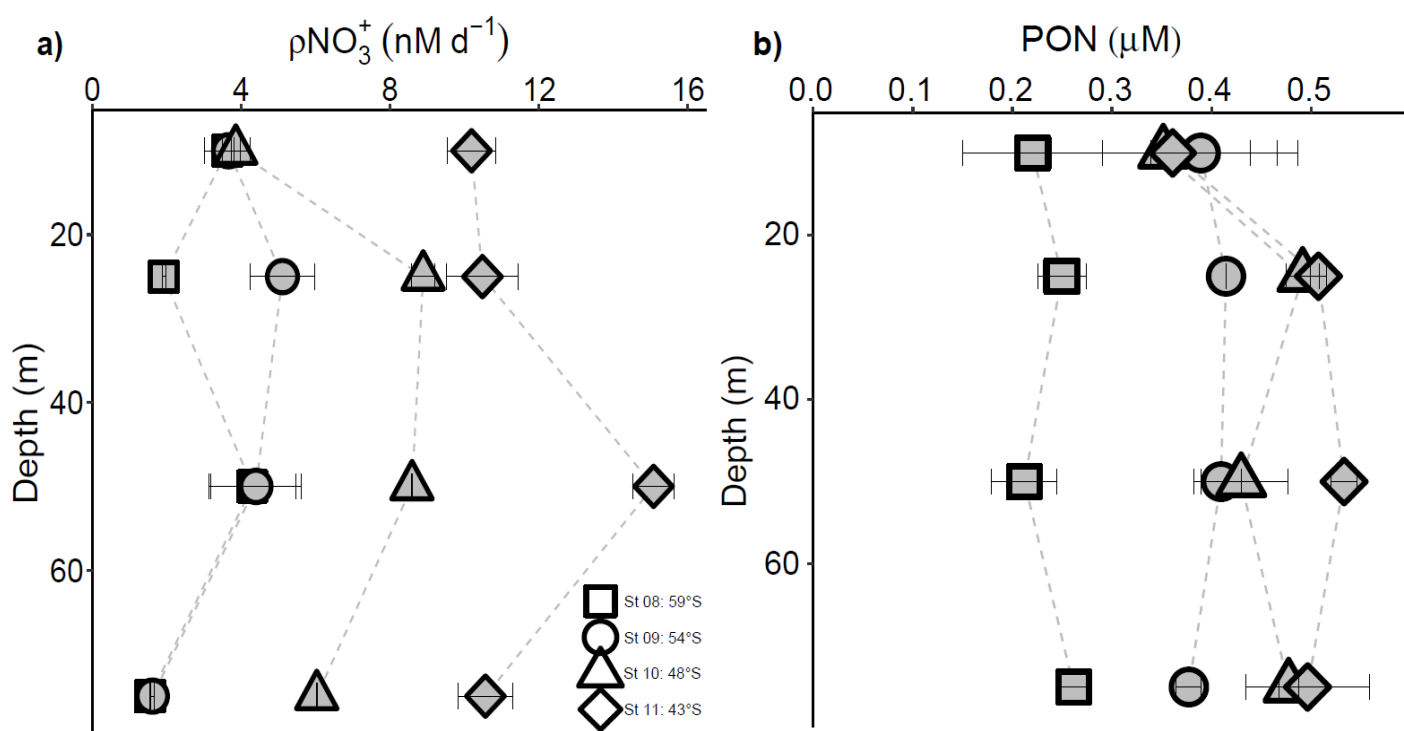 a) ρNO₃⁺ (nM d⁻¹)
0 4 8 12 16
20
40
60
Depth (m)
St 08: 59°S
St 09: 54°S
St 10: 48°S
St 11: 43°S
b) PON (μM)
0.0 0.1 0.2 0.3 0.4 0.5
20
40
60
Depth (m)